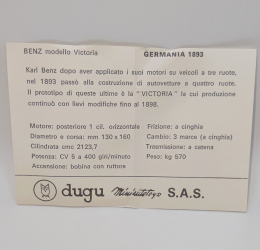 BENZ modello Victoria GERMANIA 1893
Karl Benz dopo aver applicato i suoi motori su veicoli a tre ruote,
nel 1893 passò alla costruzione di autovetture a quattro ruote.
Il prototipo di queste ultime è la "VICTORIA" la cui produzione
continuò con lievi modifiche fino al 1898.
Motore: posteriore 1 cil. orizzontale
Diametro e corsa: mm 130 x 160
Cilindrata cmc 2123,7
Potenza: CV 5 a 400 giri/minuto
Accensione: bobina con ruttore
Frizione: a cinghia
Cambio: 3 marce (a cinghia)
Trasmissione: a catena
Peso: kg 570
dugu Miniautotoys S.A.S.